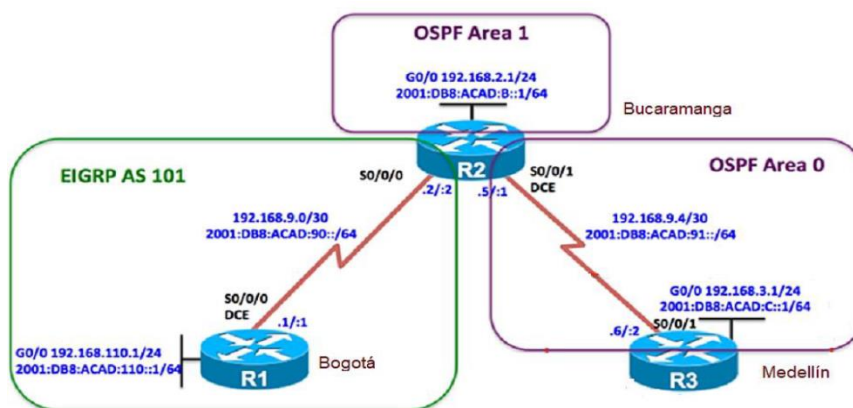 OSPF Area 1
G0/0 192.168.2.1/24
2001:DB8:ACAD:B::1/64
Bucaramanga
R2
EIGRP AS 101
S0/0/0
.2/:2
.5/:1
S0/0/1
DCE
OSPF Area 0
192.168.9.0/30
2001:DB8:ACAD:90::/64
192.168.9.4/30
2001:DB8:ACAD:91::/64
S0/0/0
DCE
.1/:1
G0/0 192.168.110.1/24
2001:DB8:ACAD:110::1/64
R1
Bogotá
G0/0 192.168.3.1/24
2001:DB8:ACAD:C::1/64
.6/:2
S0/0/1
R3
Medellín